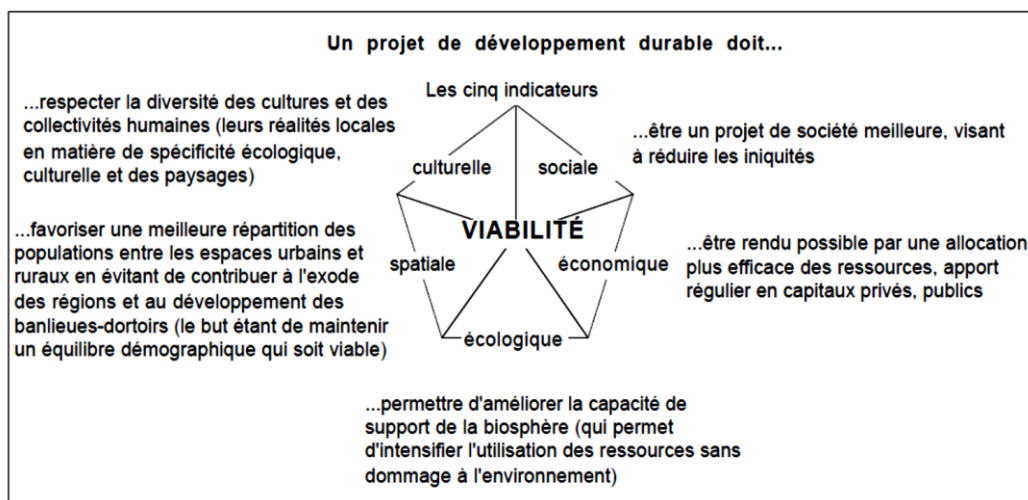 Un projet de développement durable doit...
Les cinq indicateurs
...respecter la diversité des cultures et des
collectivités humaines (leurs réalités locales
en matière de spécificité écologique,
culturelle et des paysages)
culturelle
sociale
...être un projet de société meilleure, visant
à réduire les iniquités
VIABILITÉ
...favoriser une meilleure répartition des
populations entre les espaces urbains et
ruraux en évitant de contribuer à l'exode
des régions et au développement des
banlieues-dortoirs (le but étant de maintenir
un équilibre démographique qui soit viable)
spatiale
économique
...être rendu possible par une allocation
plus efficace des ressources, apport
régulier en capitaux privés, publics
écologique
...permettre d'améliorer la capacité de
support de la biosphère (qui permet
d'intensifier l'utilisation des ressources sans
dommage à l'environnement)